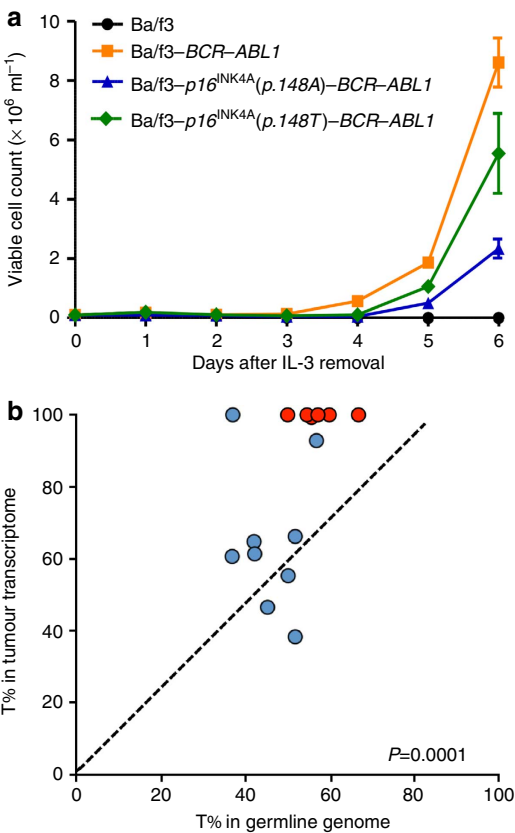 a
Viable cell count (× 10⁶ ml⁻¹)
10
8
6
4
2
0
Ba/f3
Ba/f3–BCR–ABL1
Ba/f3–p16ᴵᴺᴷ⁴ᴬ(p.148A)–BCR–ABL1
Ba/f3–p16ᴵᴺᴷ⁴ᴬ(p.148T)–BCR–ABL1
0 1 2 3 4 5 6
Days after IL-3 removal
b
T% in tumour transcriptome
100
80
60
40
20
0
P=0.0001
0 20 40 60 80 100
T% in germline genome